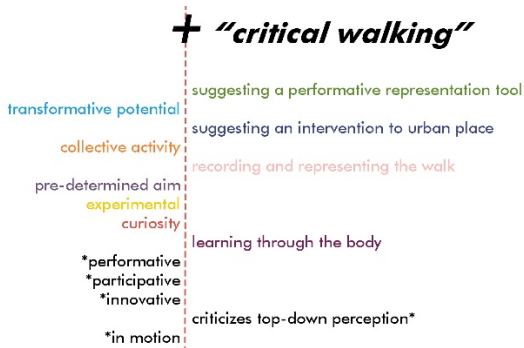 + “critical walking”
suggesting a performative representation tool
transformative potential
suggesting an intervention to urban place
collective activity
recording and representing the walk
pre-determined aim
experimental
curiosity
learning through the body
*performative
*participative
*innovative
criticizes top-down perception*
*in motion